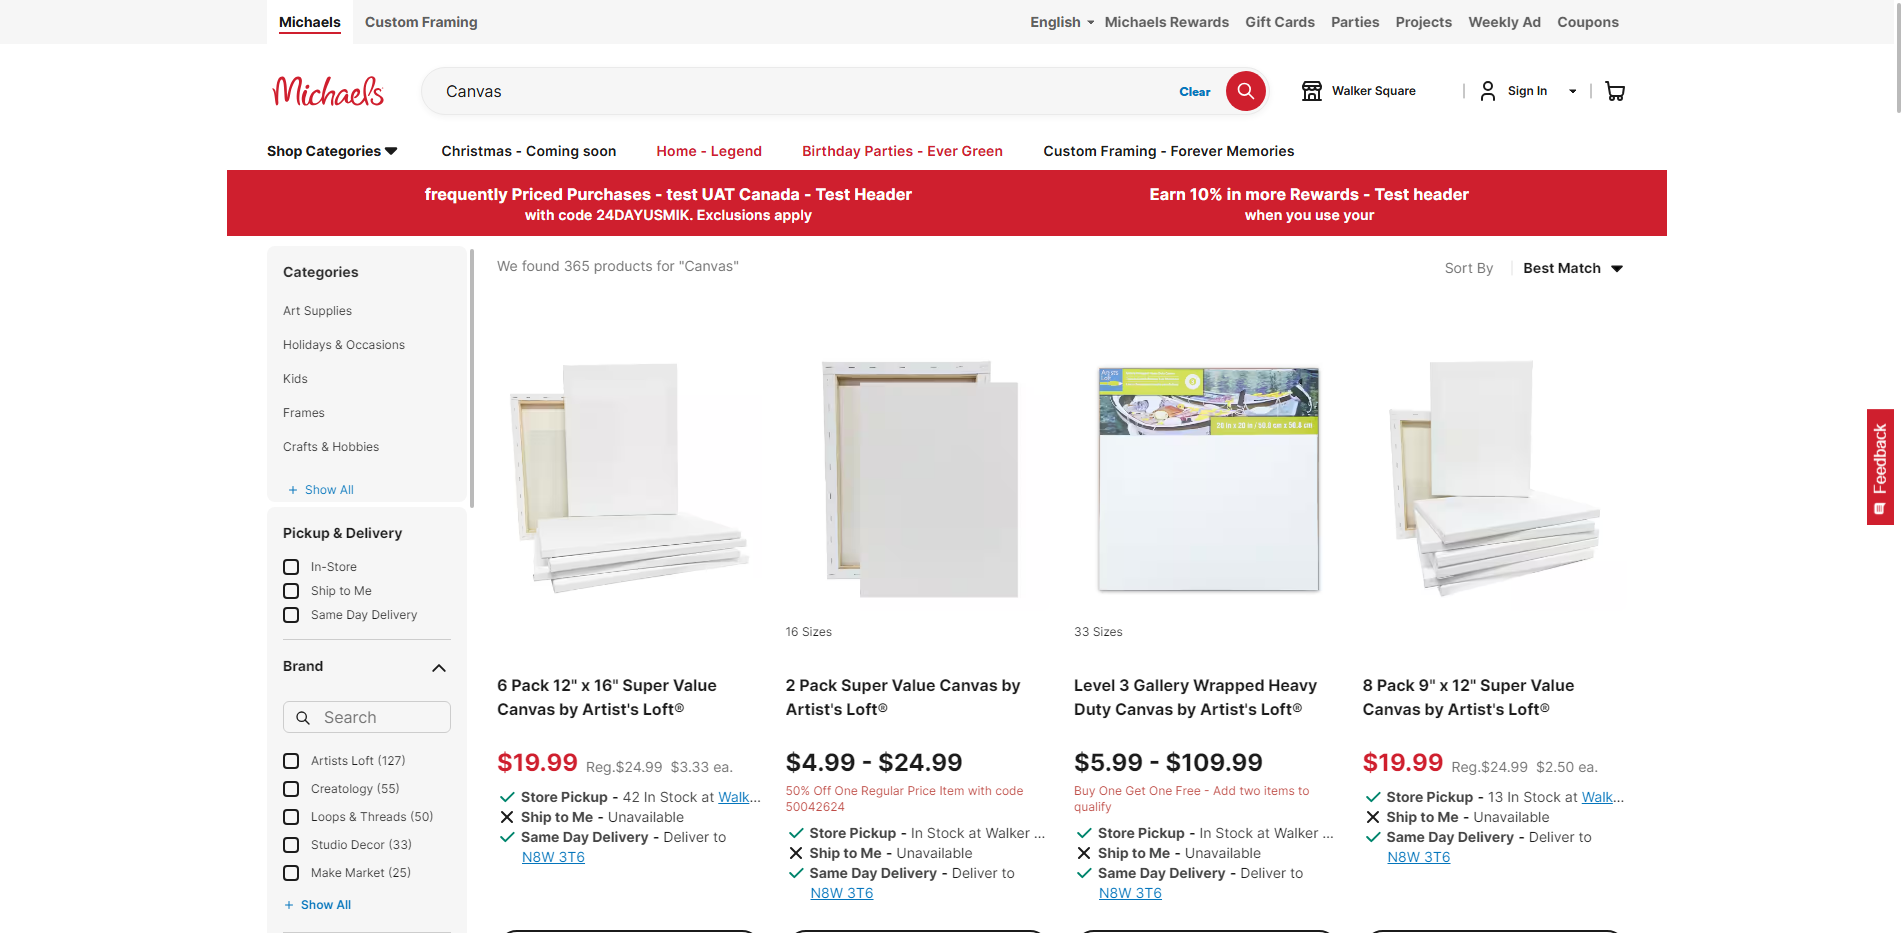 Michaels
Custom Framing
English
Michaels Rewards
Gift Cards
Parties
Projects
Weekly Ad
Coupons
Michaels
Canvas
Clear
Walker Square
Sign In
Shop Categories
Christmas - Coming soon
Home - Legend
Birthday Parties - Ever Green
Custom Framing - Forever Memories
frequently Priced Purchases - test UAT Canada - Test Header
with code 24DAYUSMIK. Exclusions apply
Earn 10% in more Rewards - Test header
when you use your
Categories
Art Supplies
Holidays & Occasions
Kids
Frames
Crafts & Hobbies
+ Show All
Pickup & Delivery
In-Store
Ship to Me
Same Day Delivery
Brand
Search
Artists Loft (127)
Creatology (55)
Loops & Threads (50)
Studio Decor (33)
Make Market (25)
+ Show All
We found 365 products for "Canvas"
Sort By
Best Match
6 Pack 12" x 16" Super Value
Canvas by Artist's Loft®
$19.99 Reg.$24.99 $3.33 ea.
Store Pickup - 42 In Stock at Walk...
Ship to Me - Unavailable
Same Day Delivery - Deliver to
N8W 3T6
16 Sizes
2 Pack Super Value Canvas by
Artist's Loft®
$4.99 - $24.99
50% Off One Regular Price Item with code
50042624
Store Pickup - In Stock at Walker ...
Ship to Me - Unavailable
Same Day Delivery - Deliver to
N8W 3T6
Artists
Loft
20 in x 20 in / 50.8 cm x 50.8 cm
33 Sizes
Level 3 Gallery Wrapped Heavy
Duty Canvas by Artist's Loft®
$5.99 - $109.99
Buy One Get One Free - Add two items to
qualify
Store Pickup - In Stock at Walker ...
Ship to Me - Unavailable
Same Day Delivery - Deliver to
N8W 3T6
8 Pack 9" x 12" Super Value
Canvas by Artist's Loft®
$19.99 Reg.$24.99 $2.50 ea.
Store Pickup - 13 In Stock at Walk...
Ship to Me - Unavailable
Same Day Delivery - Deliver to
N8W 3T6
Feedback